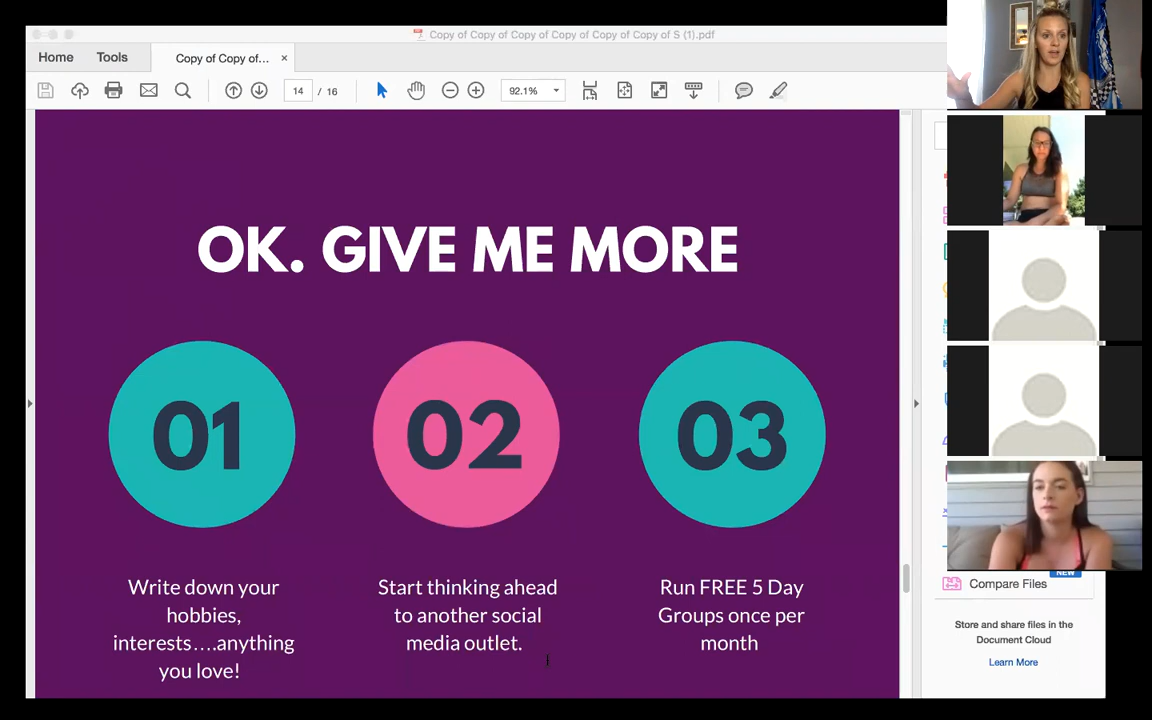 Copy of Copy of Copy of Copy of Copy of Copy of S (1).pdf
Home
Tools
Copy of Copy of...
14
/ 16
92.1%
OK. GIVE ME MORE
01
02
03
Write down your
hobbies,
interests....anything
you love!
Start thinking ahead
to another social
media outlet.
Run FREE 5 Day
Groups once per
month
NEW
Compare Files
Store and share files in the
Document Cloud
Learn More